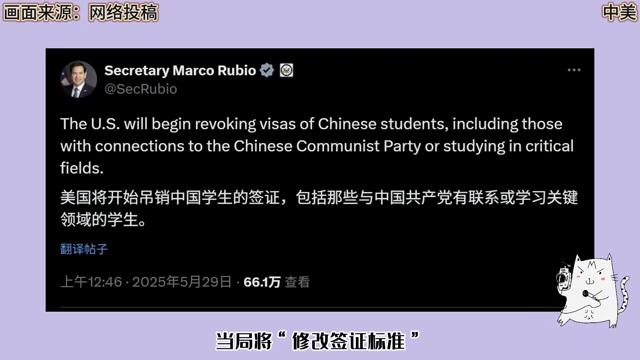 画面来源：网络投稿
中美
Secretary Marco Rubio
@SecRubio
The U.S. will begin revoking visas of Chinese students, including those
with connections to the Chinese Communist Party or studying in critical
fields.
美国将开始吊销中国学生的签证，包括那些与中国共产党有联系或学习关键
领域的学生。
翻译帖子
上午12:46 · 2025年5月29日 · 66.1万 查看
当局将“修改签证标准”